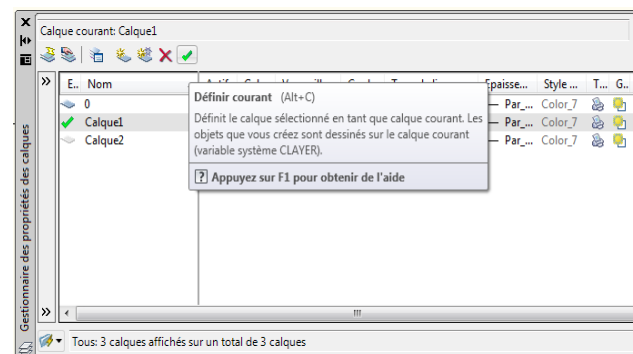 Calque courant: Calque1
E.. Nom
Epaisse... Style ... T... G..
0
Par_... Color_7
Calque1
Par_... Color_7
Calque2
Par_... Color_7
Définir courant (Alt+C)
Définit le calque sélectionné en tant que calque courant. Les
objets que vous créez sont dessinés sur le calque courant
(variable système CLAYER).
? Appuyez sur F1 pour obtenir de l'aide
Gestionnaire des propriétés des calques
Tous: 3 calques affichés sur un total de 3 calques